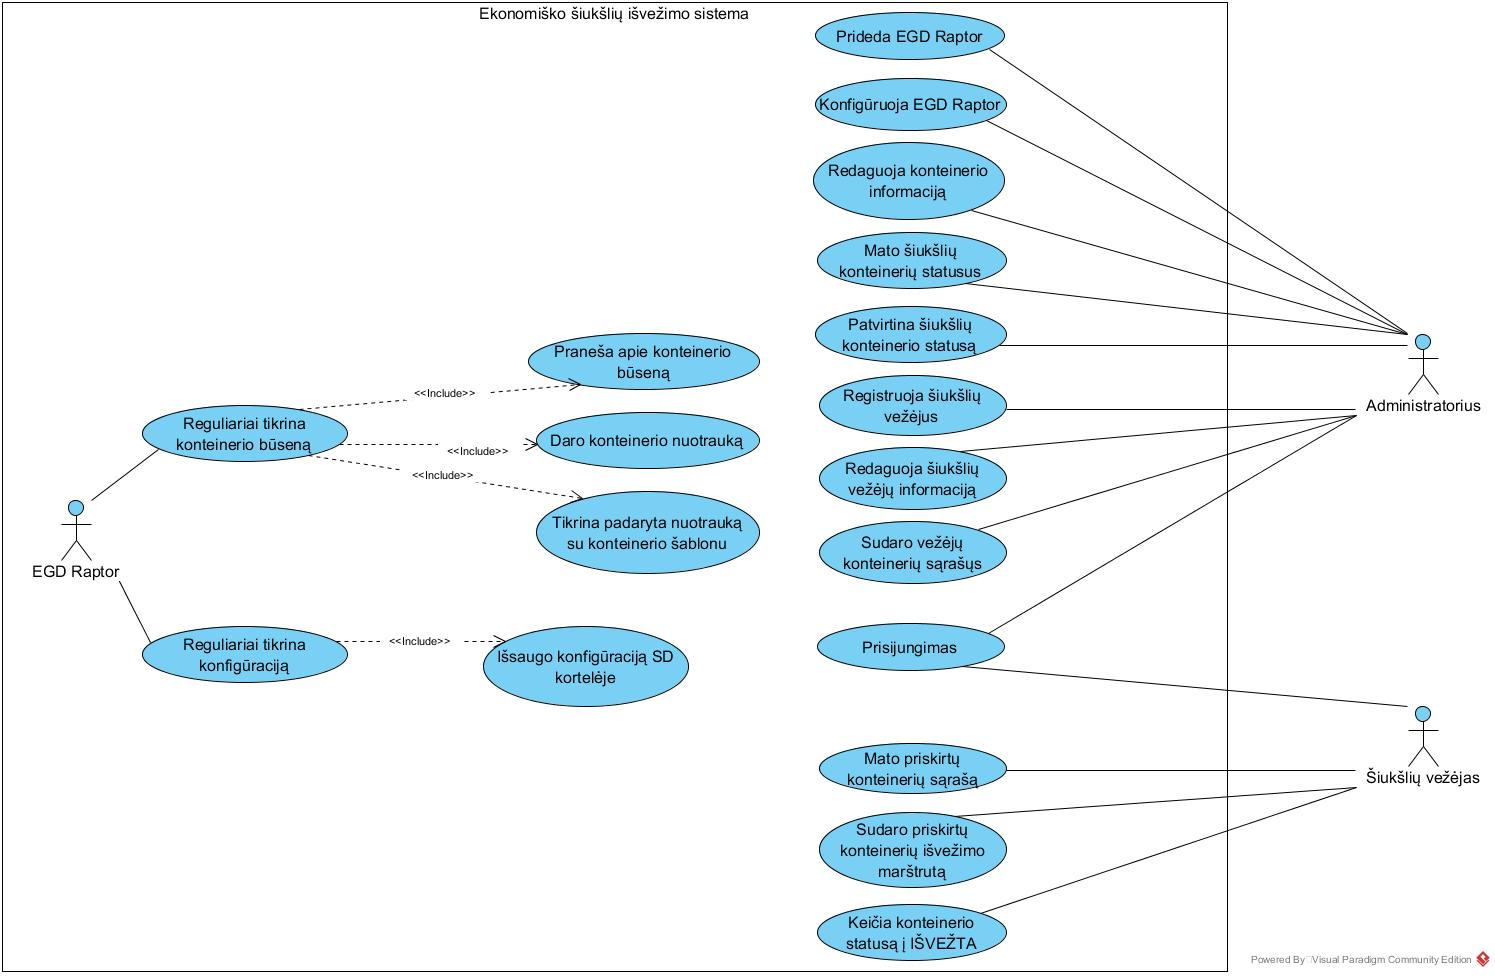 Ekonomiško šiukšlių išvežimo sistema
Prideda EGD Raptor
Konfigūruoja EGD Raptor
Redaguoja konteinerio
informaciją
Mato šiukšlių
konteinerių statusus
Patvirtina šiukšlių
konteinerio statusą
Registruoja šiukšlių
vežėjus
Redaguoja šiukšlių
vežėjų informaciją
Sudaro vežėjų
konteinerių sąrašųs
Prisijungimas
Administratorius
Praneša apie konteinerio
būseną
<<Include>>
Reguliariai tikrina
konteinerio būseną
Daro konteinerio nuotrauką
<<Include>>
<<Include>>
Tikrina padaryta nuotrauką
su konteinerio šablonu
EGD Raptor
Reguliariai tikrina
konfigūraciją
<<Include>>
Išsaugo konfigūraciją SD
kortelėje
Mato priskirtų
konteinerių sąrašą
Šiukšlių vežėjas
Sudaro priskirtų
konteinerių išvežimo
marštrutą
Keičia konteinerio
statusą į IŠVEŽTA
Powered By Visual Paradigm Community Edition